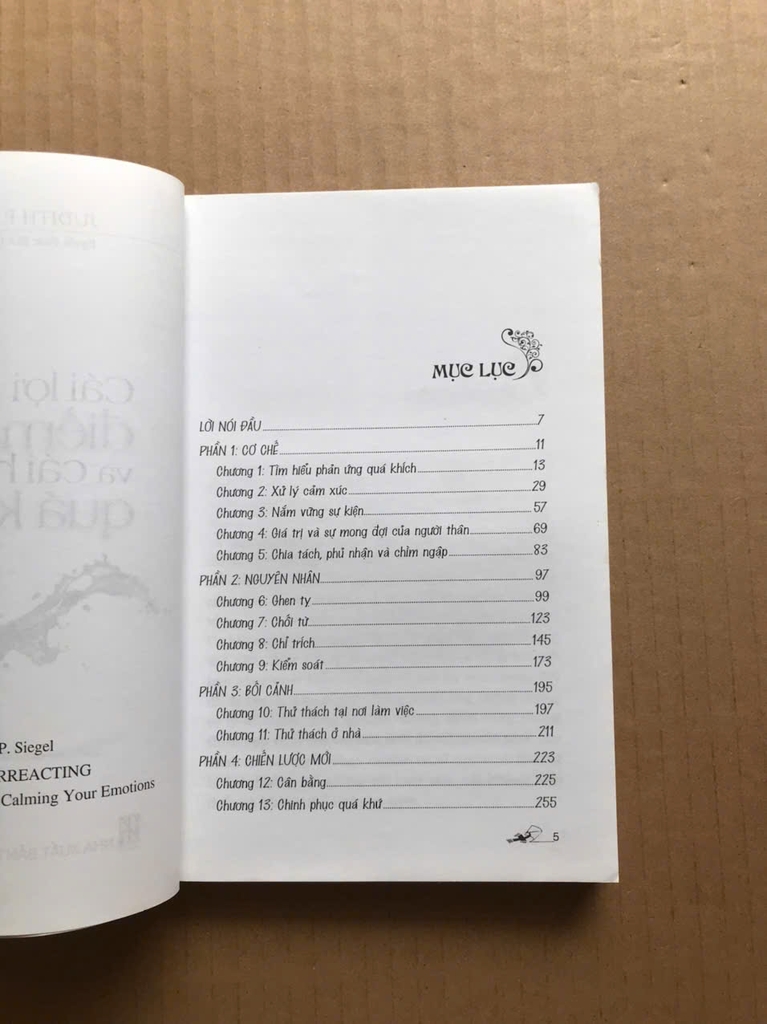 P. Siegel
RREACTING
Calming Your Emotions
MỤC LỤC
LỜI NÓI ĐẦU 7
PHẦN 1: CƠ CHẾ 11
Chương 1: Tìm hiểu phản ứng quá khích 13
Chương 2: Xử lý cảm xúc 29
Chương 3: Nắm vững sự kiện 57
Chương 4: Giá trị và sự mong đợi của người thân 69
Chương 5: Chia tách, phủ nhận và chìm ngập 83
PHẦN 2: NGUYÊN NHÂN 97
Chương 6: Ghen tỵ 99
Chương 7: Chối từ 123
Chương 8: Chỉ trích 145
Chương 9: Kiểm soát 173
PHẦN 3: BỐI CẢNH 195
Chương 10: Thử thách tại nơi làm việc 197
Chương 11: Thử thách ở nhà 211
PHẦN 4: CHIẾN LƯỢC MỚI 223
Chương 12: Cân bằng 225
Chương 13: Chinh phục quá khứ 255
5